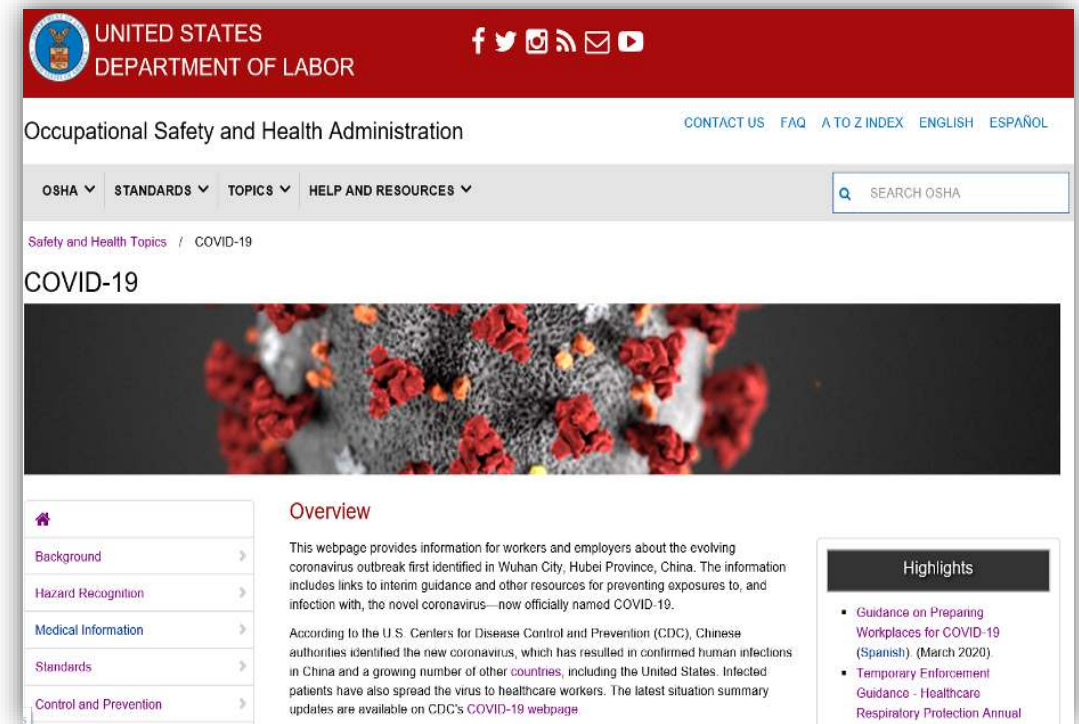 UNITED STATES
DEPARTMENT OF LABOR
Occupational Safety and Health Administration
CONTACT US FAQ A TO Z INDEX ENGLISH ESPAÑOL
OSHA STANDARDS TOPICS HELP AND RESOURCES
SEARCH OSHA
Safety and Health Topics / COVID-19
COVID-19
Background
Hazard Recognition
Medical Information
Standards
Control and Prevention
Overview
This webpage provides information for workers and employers about the evolving
coronavirus outbreak first identified in Wuhan City, Hubei Province, China. The information
includes links to interim guidance and other resources for preventing exposures to, and
infection with, the novel coronavirus—now officially named COVID-19.
According to the U.S. Centers for Disease Control and Prevention (CDC), Chinese
authorities identified the new coronavirus, which has resulted in confirmed human infections
in China and a growing number of other countries, including the United States. Infected
patients have also spread the virus to healthcare workers. The latest situation summary
updates are available on CDC's COVID-19 webpage.
Highlights
Guidance on Preparing
Workplaces for COVID-19
(Spanish). (March 2020).
Temporary Enforcement
Guidance - Healthcare
Respiratory Protection Annual